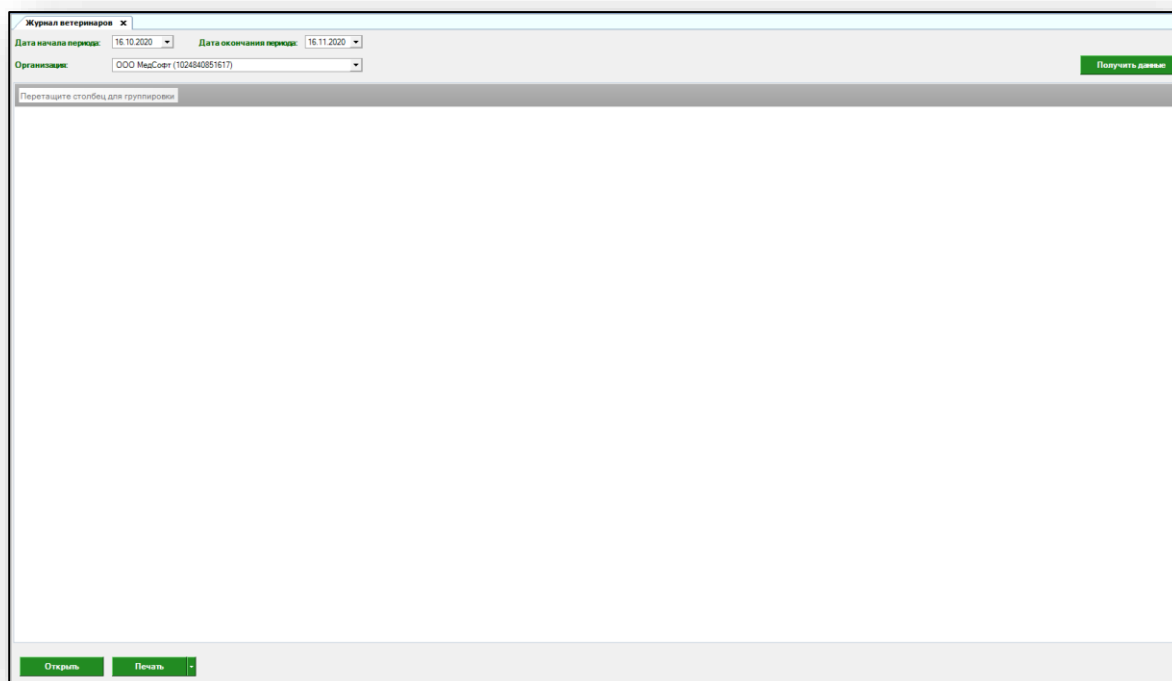 Журнал ветеринаров x
Дата начала периода: 16.10.2020 Дата окончания периода: 16.11.2020
Организация: ООО МедСофт (1024840851617) Получить данные
Перетащите столбец для группировки
Открыть Печать